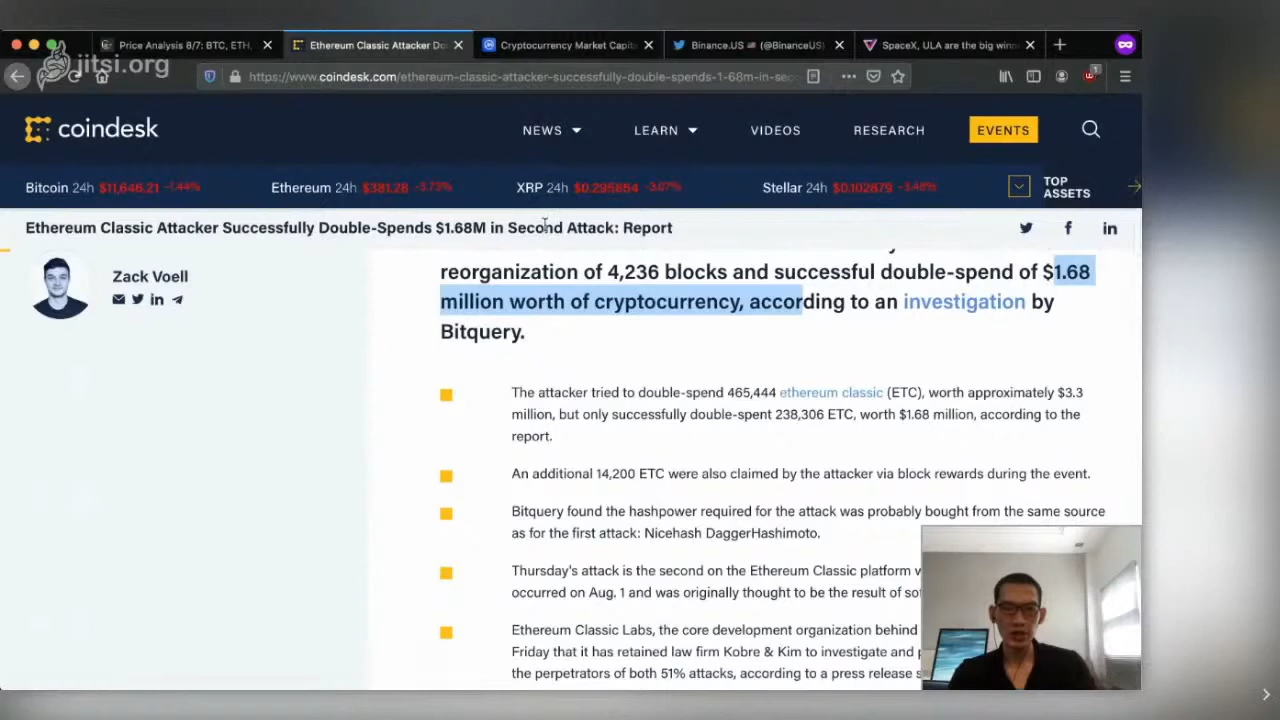 Price Analysis 8/7: BTC, ETH,
Ethereum Classic Attacker Do
Cryptocurrency Market Capit
Binance.US (@BinanceUS)
SpaceX, ULA are the big winn
jitsi.org
https://www.coindesk.com/ethereum-classic-attacker-successfully-double-spends-1-68m-in-sec
1
coindesk
NEWS
LEARN
VIDEOS
RESEARCH
EVENTS
Bitcoin 24h $11,646.21 -1.44%
Ethereum 24h $381.28 -3.73%
XRP 24h $0.295854 -3.07%
Stellar 24h $0.102879 -3.48%
TOP
ASSETS
Ethereum Classic Attacker Successfully Double-Spends $1.68M in Second Attack: Report
Zack Voell
reorganization of 4,236 blocks and successful double-spend of $1.68
million worth of cryptocurrency, according to an investigation by
Bitquery.
The attacker tried to double-spend 465,444 ethereum classic (ETC), worth approximately $3.3
million, but only successfully double-spent 238,306 ETC, worth $1.68 million, according to the
report.
An additional 14,200 ETC were also claimed by the attacker via block rewards during the event.
Bitquery found the hashpower required for the attack was probably bought from the same source
as for the first attack: Nicehash DaggerHashimoto.
Thursday's attack is the second on the Ethereum Classic platform
occurred on Aug. 1 and was originally thought to be the result of
Ethereum Classic Labs, the core development organization behind
Friday that it has retained law firm Kobre & Kim to investigate and
the perpetrators of both 51% attacks, according to a press release